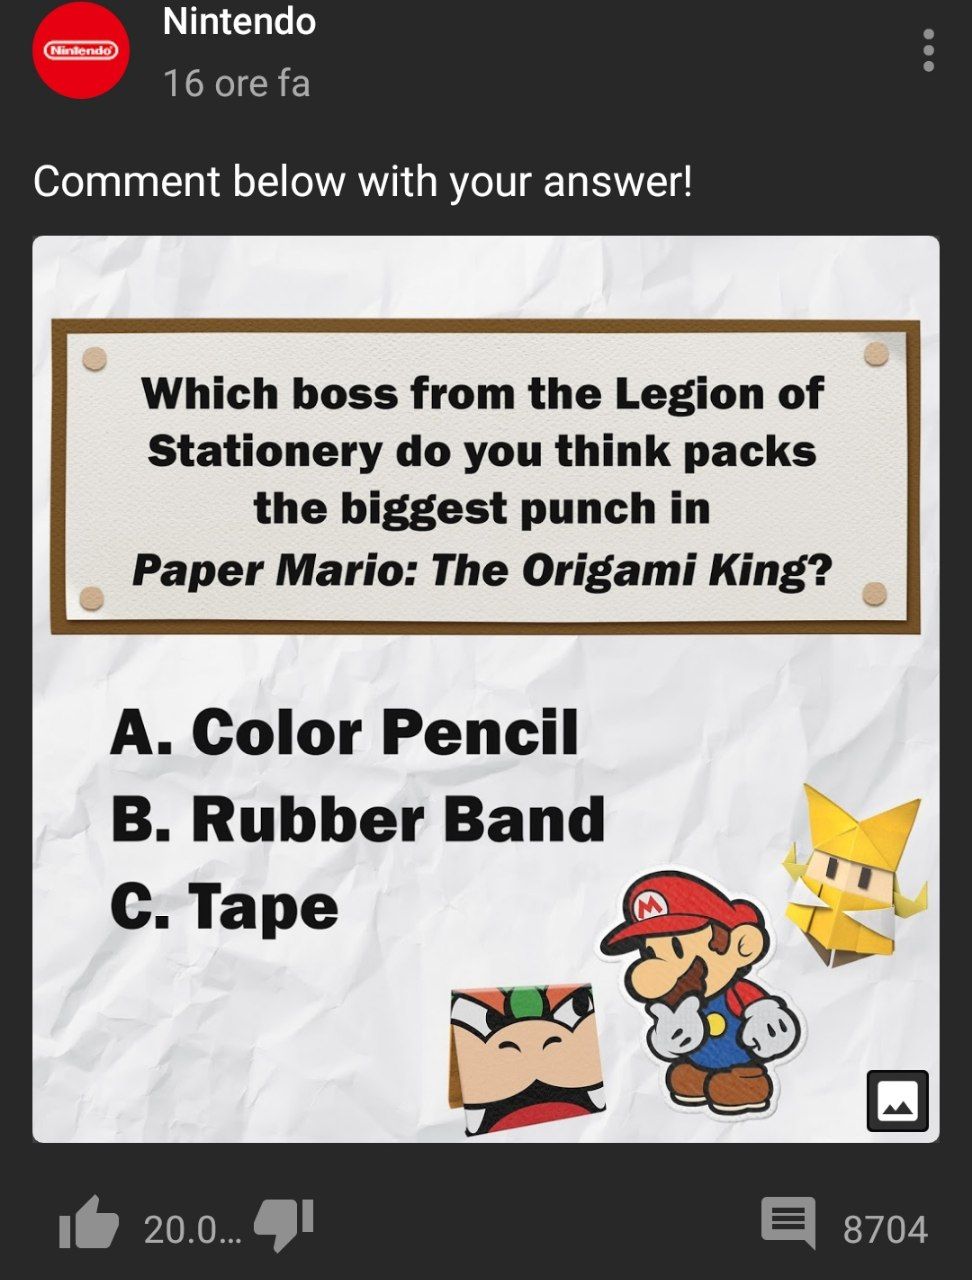 Nintendo
Nintendo
16 ore fa
Comment below with your answer!
Which boss from the Legion of
Stationery do you think packs
the biggest punch in
Paper Mario: The Origami King?
A. Color Pencil
B. Rubber Band
C. Tape
M
20.0...
8704